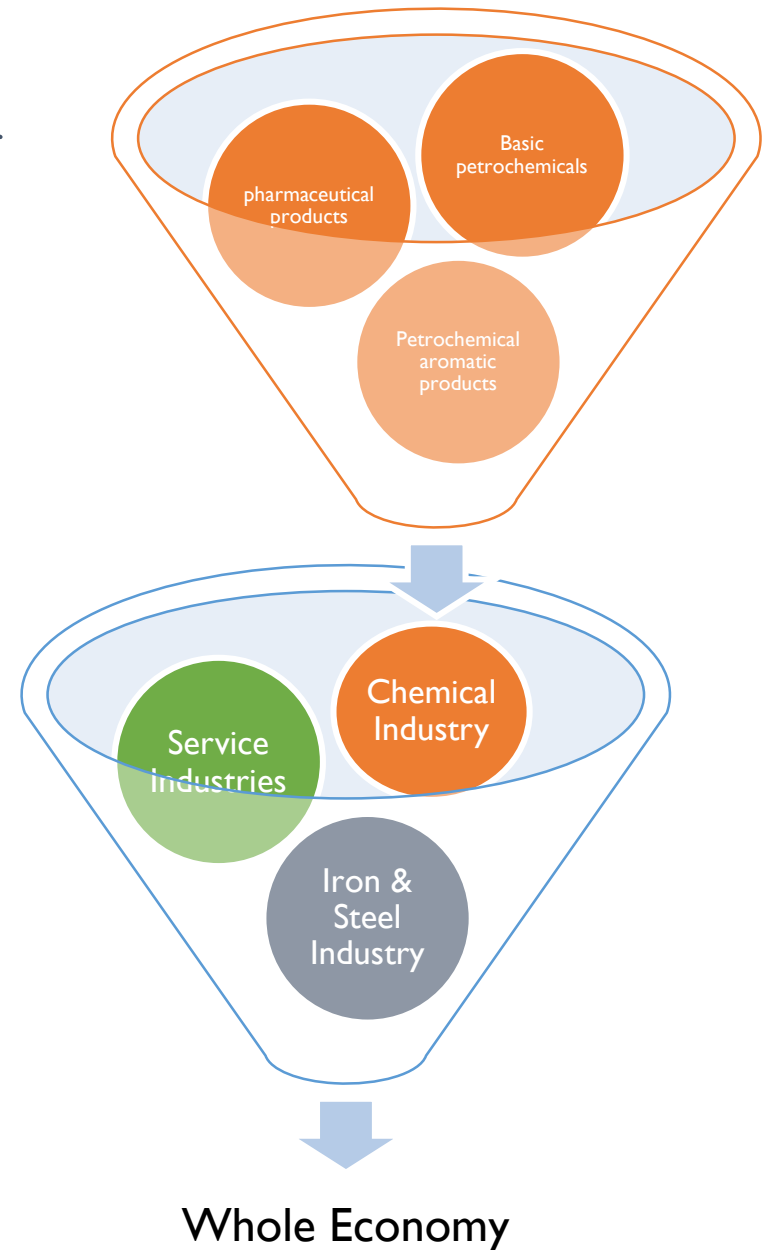 Basic
petrochemicals
pharmaceutical
products
Petrochemical
aromatic
products
Chemical
Industry
Service
Industries
Iron &
Steel
Industry
Whole Economy